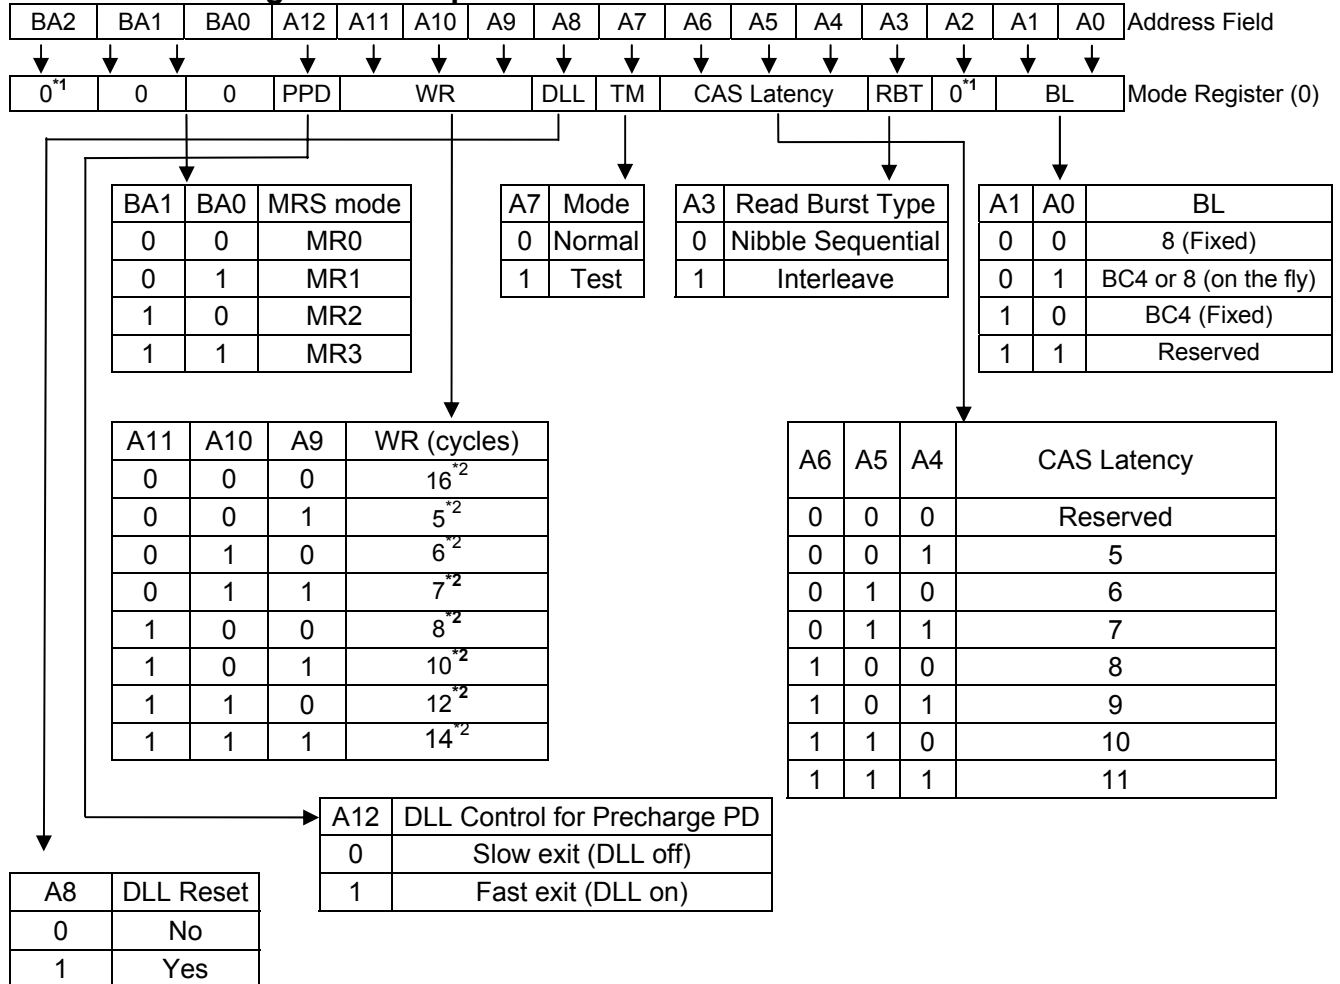 BA2 BA1 BA0 A12 A11 A10 A9 A8 A7 A6 A5 A4 A3 A2 A1 A0 Address Field
0*1 0 0 PPD WR DLL TM CAS Latency RBT 0*1 BL Mode Register (0)
BA1 BA0 MRS mode
0 0 MR0
0 1 MR1
1 0 MR2
1 1 MR3
A7 Mode
0 Normal
1 Test
A3 Read Burst Type
0 Nibble Sequential
1 Interleave
A1 A0 BL
0 0 8 (Fixed)
0 1 BC4 or 8 (on the fly)
1 0 BC4 (Fixed)
1 1 Reserved
A11 A10 A9 WR (cycles)
0 0 0 16*2
0 0 1 5*2
0 1 0 6*2
0 1 1 7*2
1 0 0 8*2
1 0 1 10*2
1 1 0 12*2
1 1 1 14*2
A6 A5 A4 CAS Latency
0 0 0 Reserved
0 0 1 5
0 1 0 6
0 1 1 7
1 0 0 8
1 0 1 9
1 1 0 10
1 1 1 11
A12 DLL Control for Precharge PD
0 Slow exit (DLL off)
1 Fast exit (DLL on)
A8 DLL Reset
0 No
1 Yes